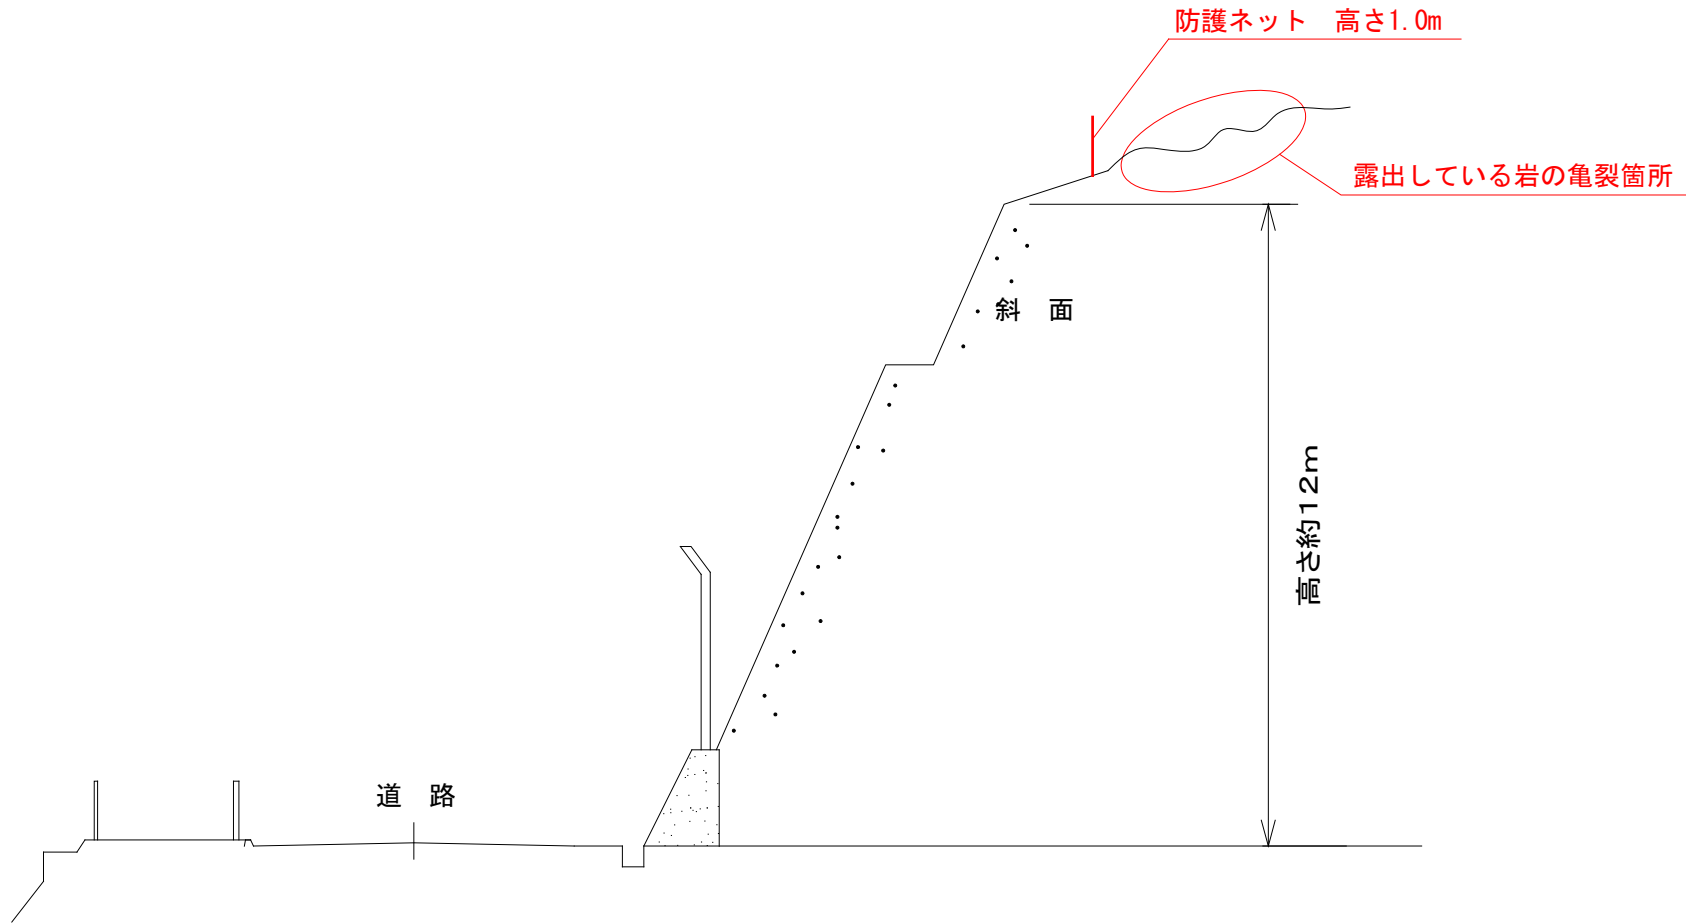 防護ネット　高さ1.0m
露出している岩の亀裂箇所
斜　面
高さ約12m
道　路